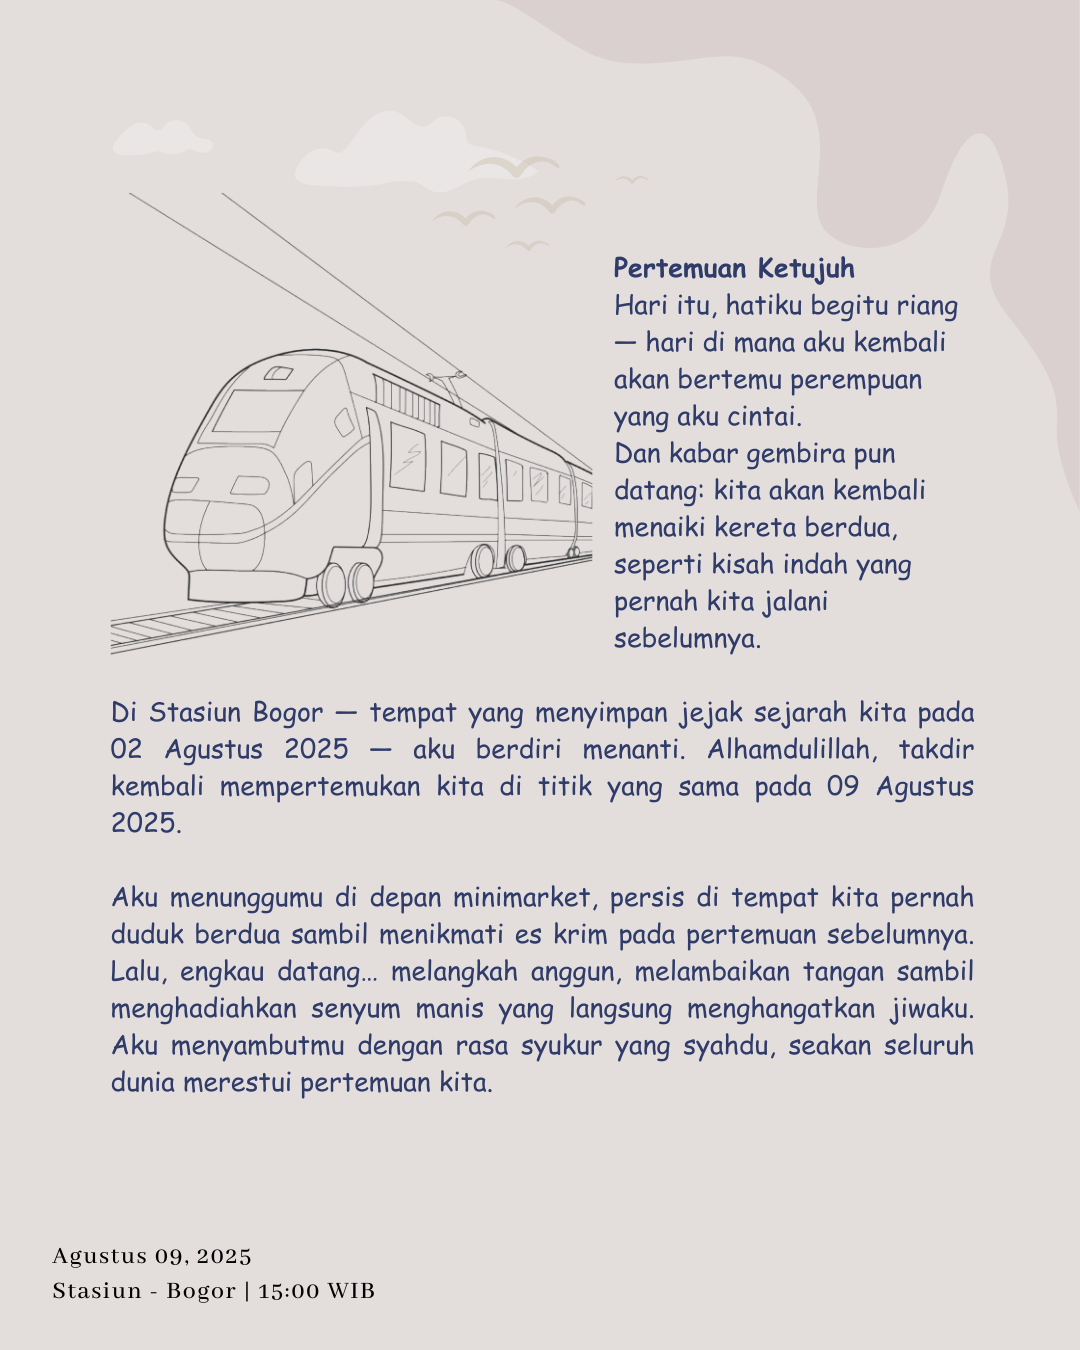 Pertemuan Ketujuh
Hari itu, hatiku begitu riang
— hari di mana aku kembali
akan bertemu perempuan
yang aku cintai.
Dan kabar gembira pun
datang: kita akan kembali
menaiki kereta berdua,
seperti kisah indah yang
pernah kita jalani
sebelumnya.
Di Stasiun Bogor — tempat yang menyimpan jejak sejarah kita pada
02 Agustus 2025 — aku berdiri menanti. Alhamdulillah, takdir
kembali mempertemukan kita di titik yang sama pada 09 Agustus
2025.
Aku menunggumu di depan minimarket, persis di tempat kita pernah
duduk berdua sambil menikmati es krim pada pertemuan sebelumnya.
Lalu, engkau datang… melangkah anggun, melambaikan tangan sambil
menghadiahkan senyum manis yang langsung menghangatkan jiwaku.
Aku menyambutmu dengan rasa syukur yang syahdu, seakan seluruh
dunia merestui pertemuan kita.
Agustus 09, 2025
Stasiun - Bogor | 15:00 WIB